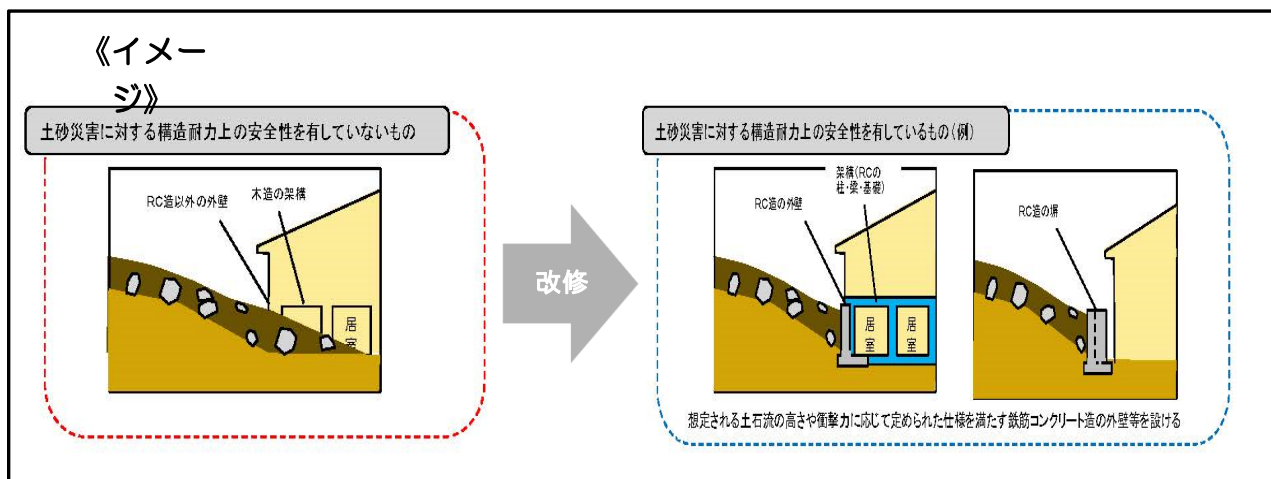 《イメー
ジ》
土砂災害に対する構造耐力上の安全性を有していないもの
RC造以外の外壁
木造の架構
居
室
改修
土砂災害に対する構造耐力上の安全性を有しているもの(例)
RC造の外壁
架構(RCの
柱・梁・基礎)
居
室
居
室
RC造の塀
想定される土石流の高さや衝撃力に応じて定められた仕様を満たす鉄筋コンクリート造の外壁等を設ける